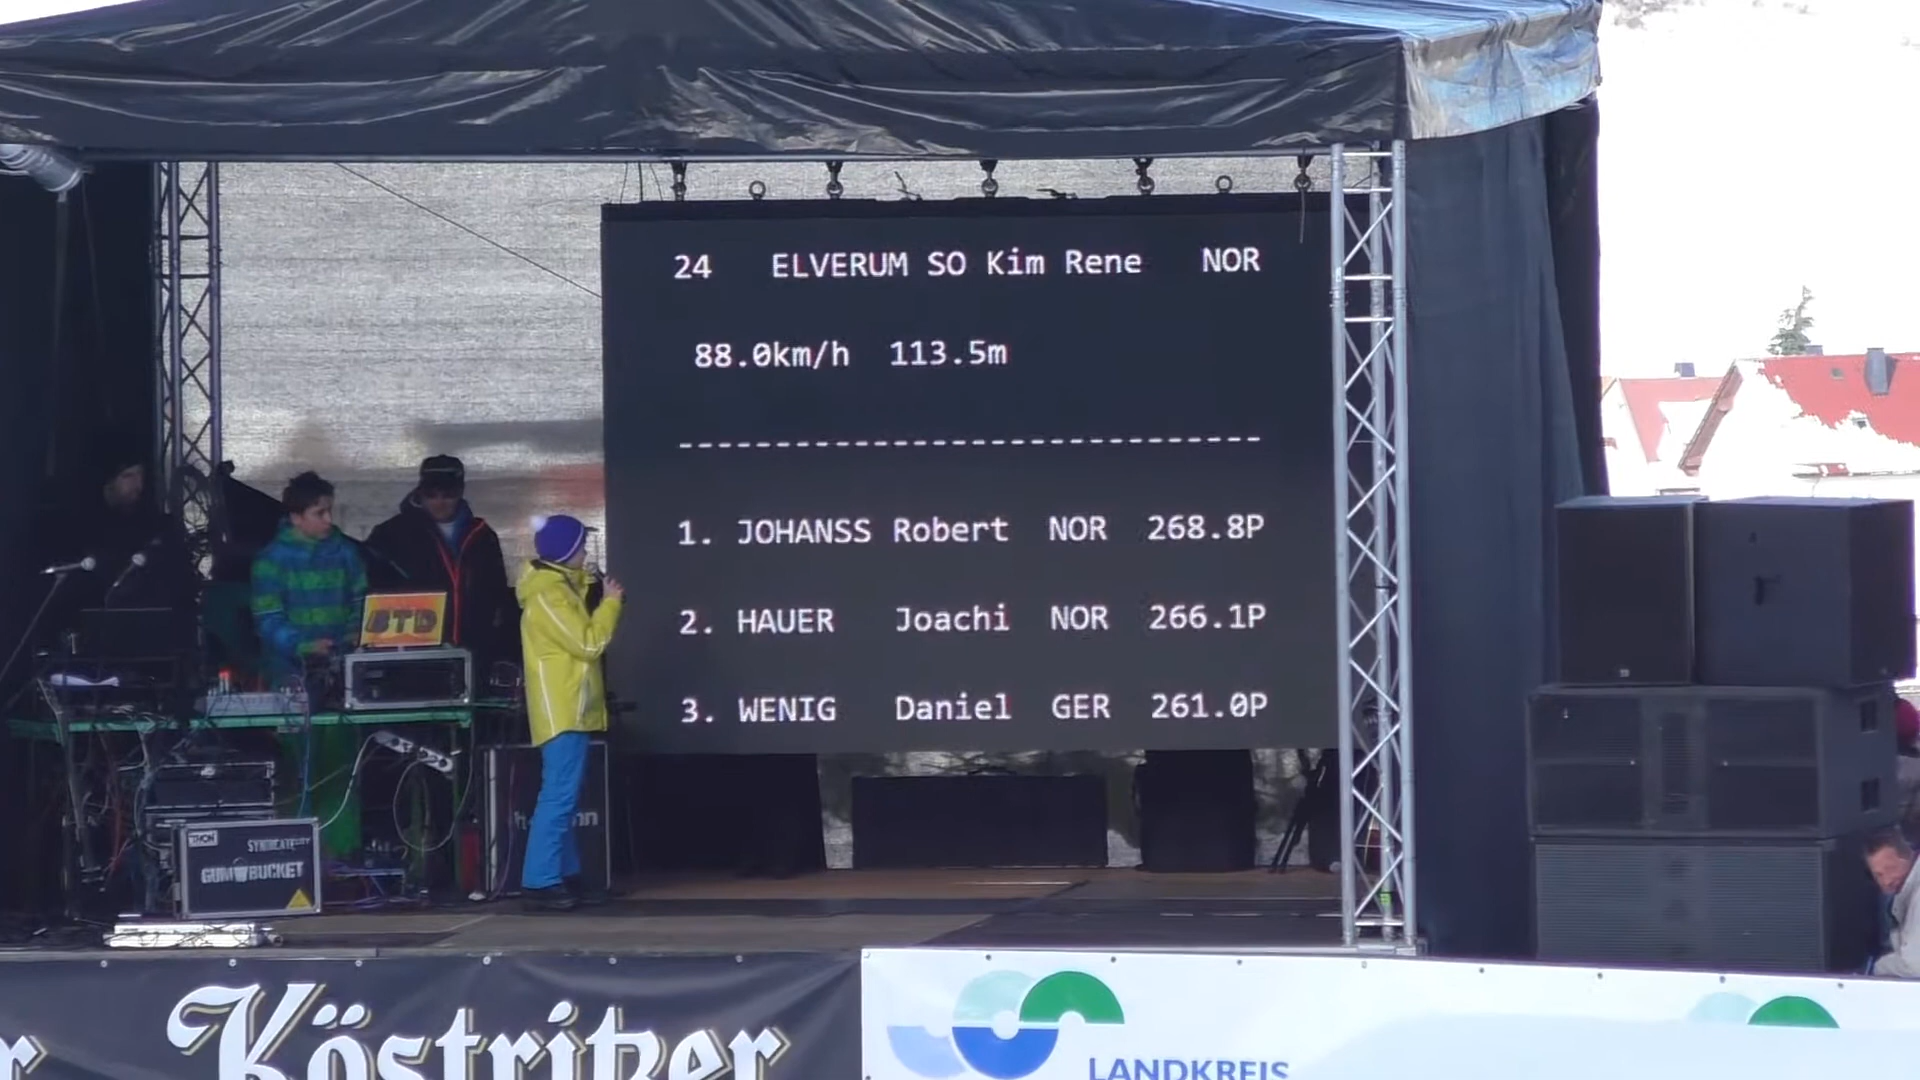 24 ELVERUM SO Kim Rene NOR
88.0km/h 113.5m
------------------------------
1. JOHANSS Robert NOR 268.8P
2. HAUER Joachi NOR 266.1P
3. WENIG Daniel GER 261.0P
BTD
GUM BUCKET
Köstritzer
LANDKREIS